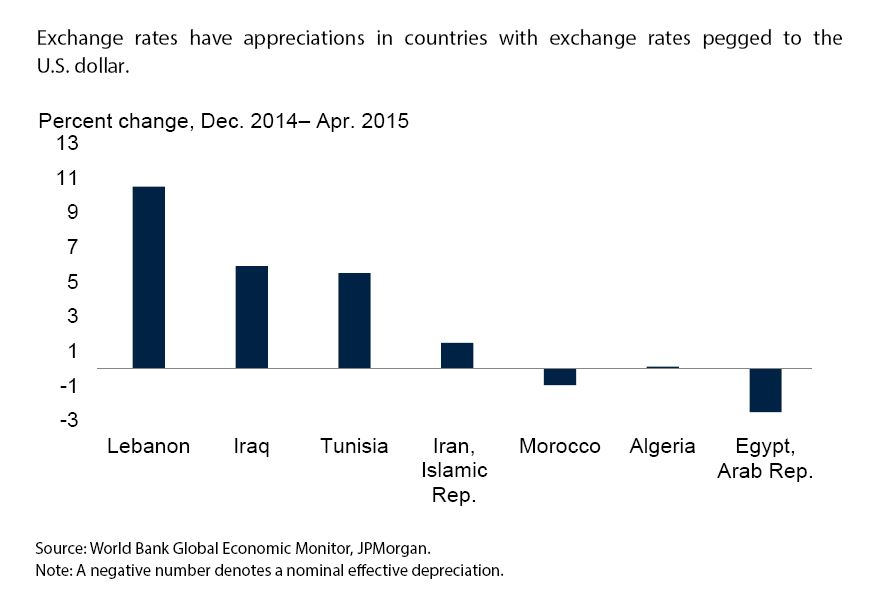 Exchange rates have appreciations in countries with exchange rates pegged to the
U.S. dollar.
Percent change, Dec. 2014– Apr. 2015
13
11
9
7
5
3
1
-1
-3
Lebanon Iraq Tunisia Iran, Morocco Algeria Egypt,
Islamic Arab Rep.
Rep.
Source: World Bank Global Economic Monitor, JPMorgan.
Note: A negative number denotes a nominal effective depreciation.